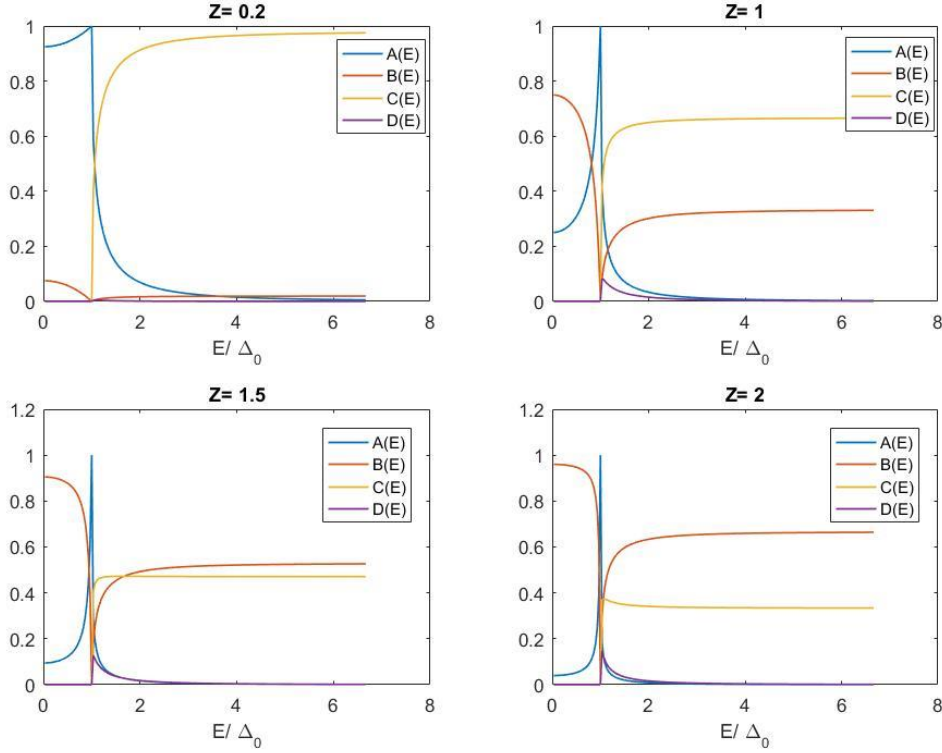 Z= 0.2
1
0.8
0.6
0.4
0.2
0
0 2 4 6 8
E/ Δ0
A(E)
B(E)
C(E)
D(E)
Z= 1
1
0.8
0.6
0.4
0.2
0
0 2 4 6 8
E/ Δ0
A(E)
B(E)
C(E)
D(E)
Z= 1.5
1.2
1
0.8
0.6
0.4
0.2
0
0 2 4 6 8
E/ Δ0
A(E)
B(E)
C(E)
D(E)
Z= 2
1.2
1
0.8
0.6
0.4
0.2
0
0 2 4 6 8
E/ Δ0
A(E)
B(E)
C(E)
D(E)